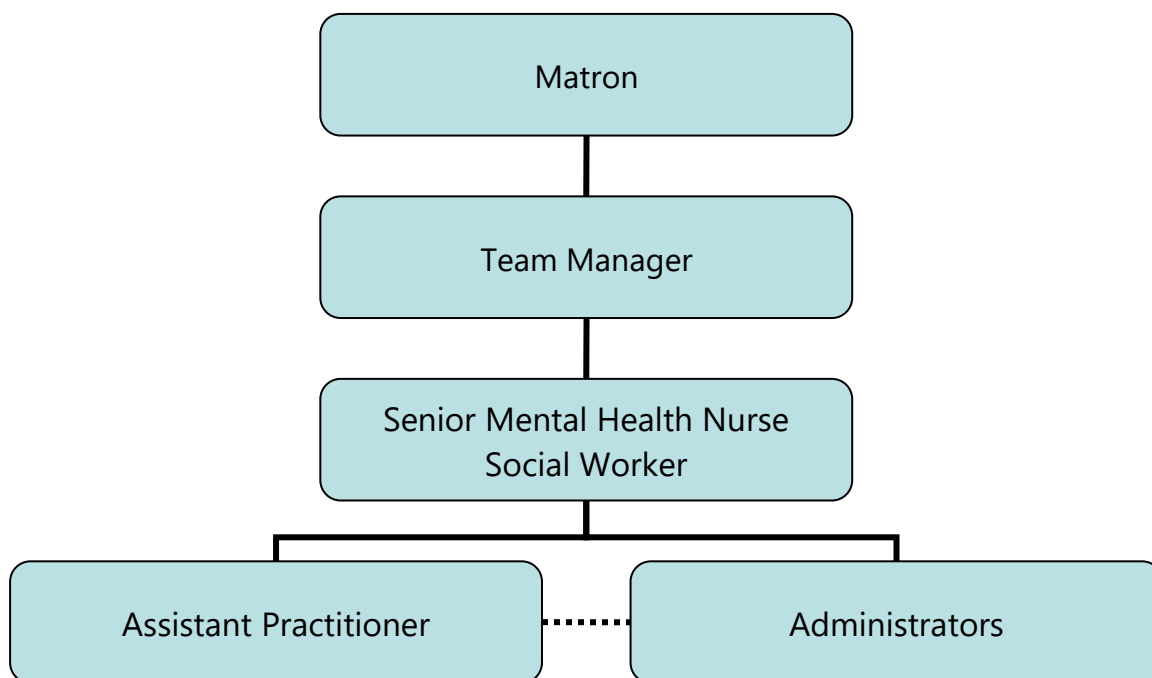 Matron
Team Manager
Senior Mental Health Nurse
Social Worker
Assistant Practitioner
Administrators